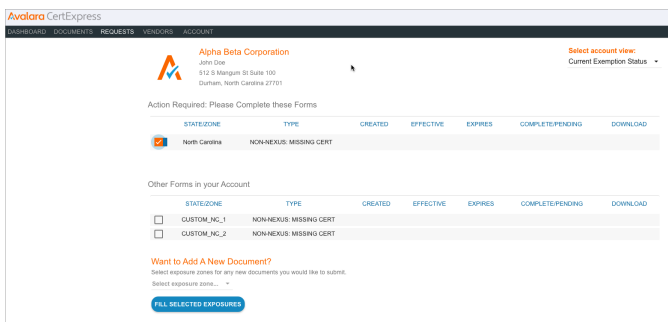 Avalara CertExpress
DASHBOARD DOCUMENTS REQUESTS VENDORS ACCOUNT
Alpha Beta Corporation
John Doe
512 S Mangum St Suite 100
Durham, North Carolina 27701
Select account view:
Current Exemption Status
Action Required: Please Complete these Forms
STATE/ZONE TYPE CREATED EFFECTIVE EXPIRES COMPLETE/PENDING DOWNLOAD
North Carolina NON-NEXUS: MISSING CERT
Other Forms in your Account
STATE/ZONE TYPE CREATED EFFECTIVE EXPIRES COMPLETE/PENDING DOWNLOAD
CUSTOM_NC_1 NON-NEXUS: MISSING CERT
CUSTOM_NC_2 NON-NEXUS: MISSING CERT
Want to Add A New Document?
Select exposure zones for any new documents you would like to submit.
Select exposure zone...
FILL SELECTED EXPOSURES